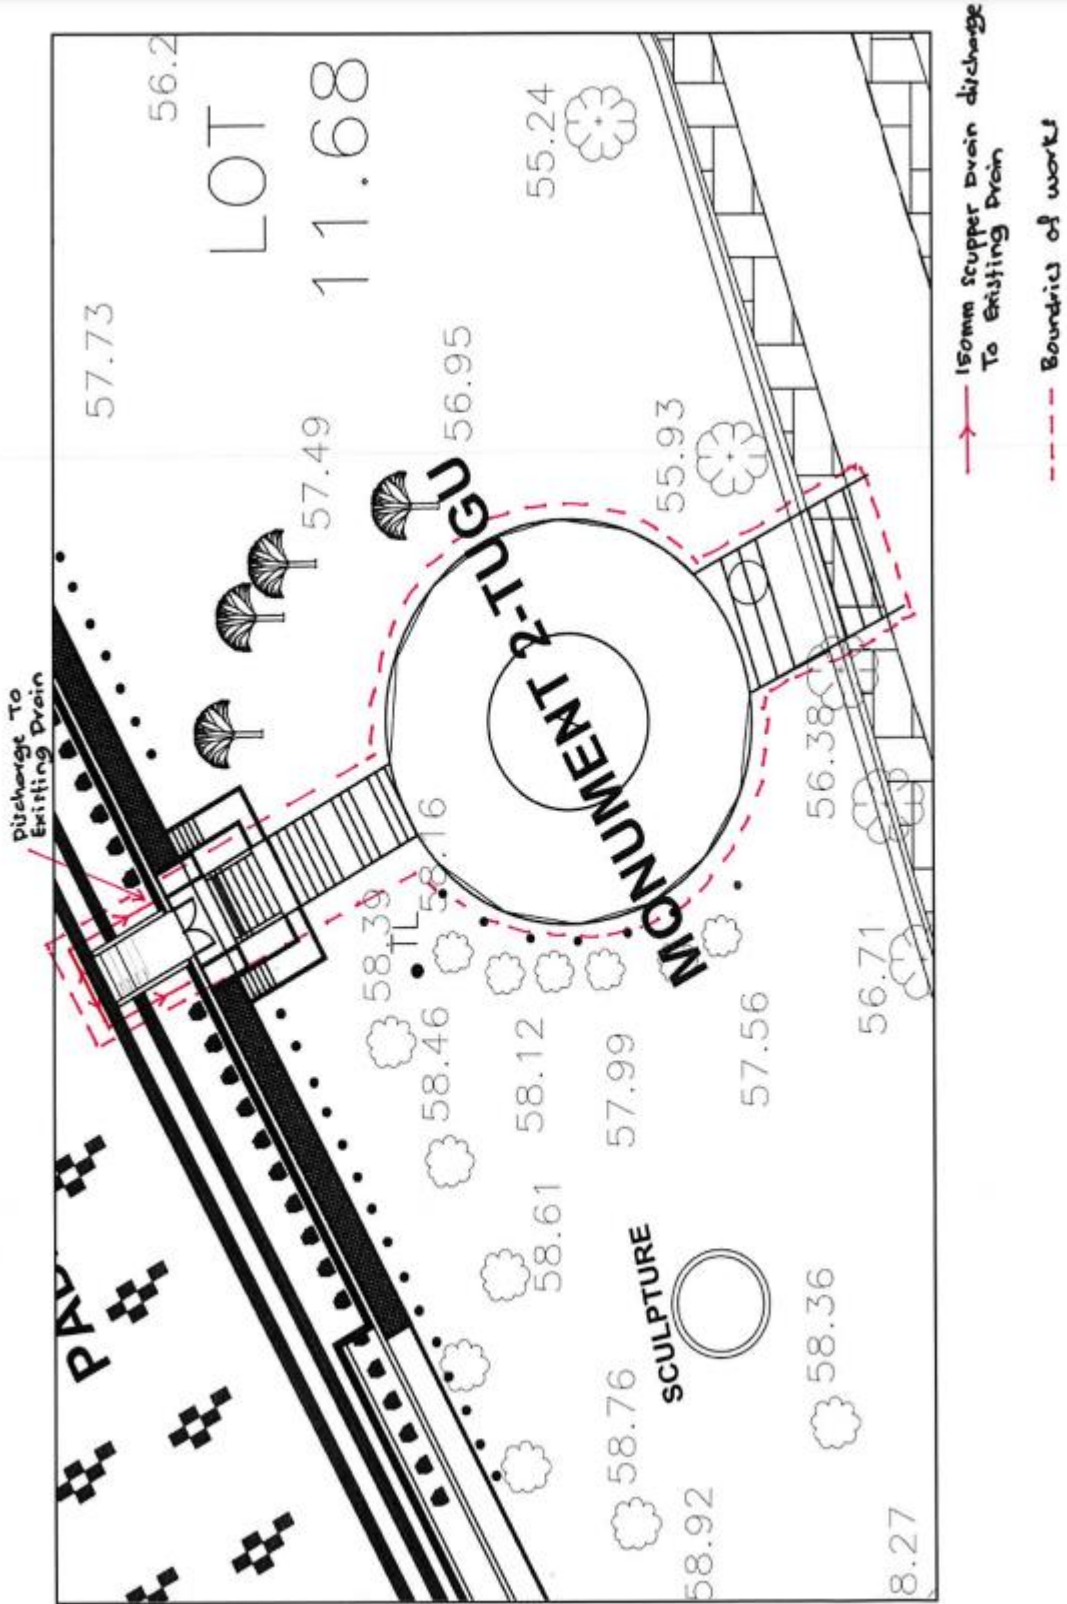 56.2
LOT
11.68
55.24
57.73
57.49
56.95
55.93
MONUMENT 2-TUGU
Discharge To
Existing Drain
58.16
58.39
TL
56.38
56.71
58.46
58.12
57.99
57.56
58.61
SCULPTURE
58.36
58.76
58.92
8.27
PAD
150mm scupper Drain discharge
To Existing Drain
Boundries of works